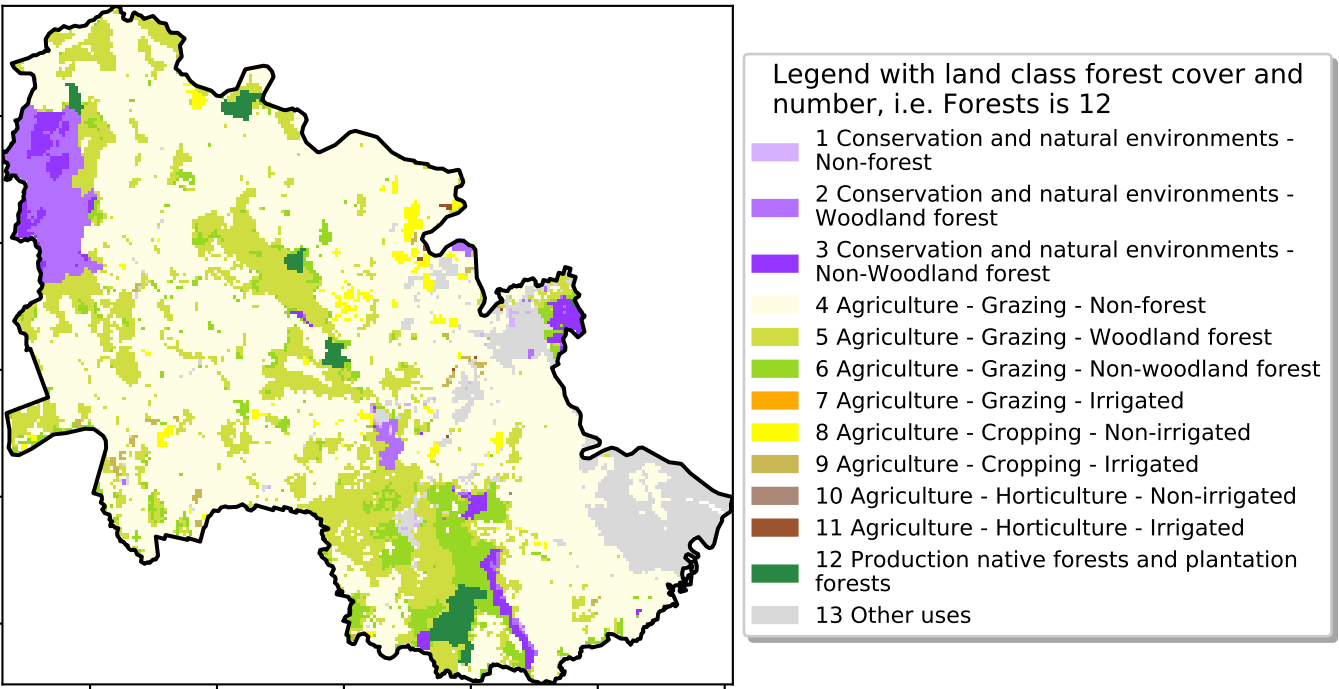 Legend with land class forest cover and
number, i.e. Forests is 12
1 Conservation and natural environments -
Non-forest
2 Conservation and natural environments -
Woodland forest
3 Conservation and natural environments -
Non-Woodland forest
4 Agriculture - Grazing - Non-forest
5 Agriculture - Grazing - Woodland forest
6 Agriculture - Grazing - Non-woodland forest
7 Agriculture - Grazing - Irrigated
8 Agriculture - Cropping - Non-irrigated
9 Agriculture - Cropping - Irrigated
10 Agriculture - Horticulture - Non-irrigated
11 Agriculture - Horticulture - Irrigated
12 Production native forests and plantation
forests
13 Other uses